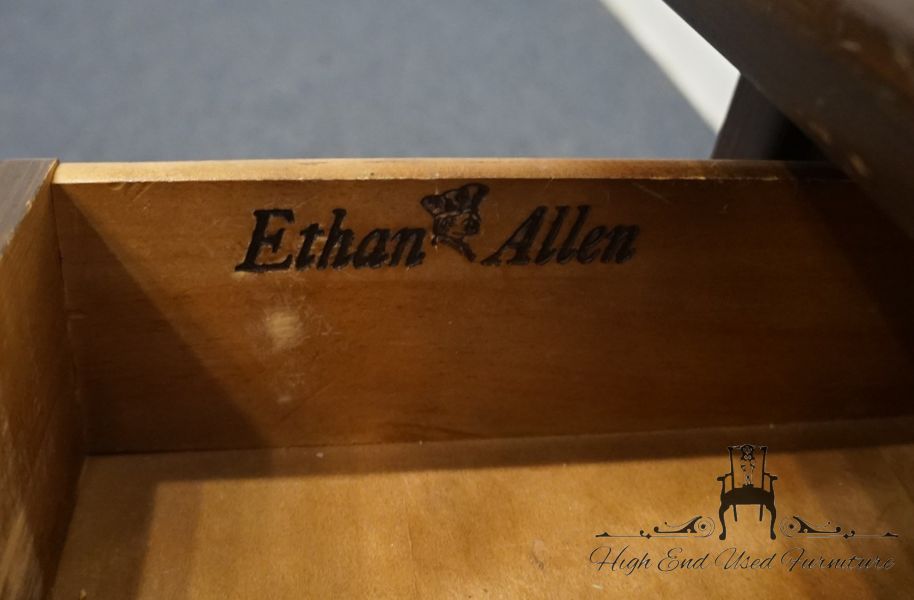 Ethan Allen
High End Used Furniture